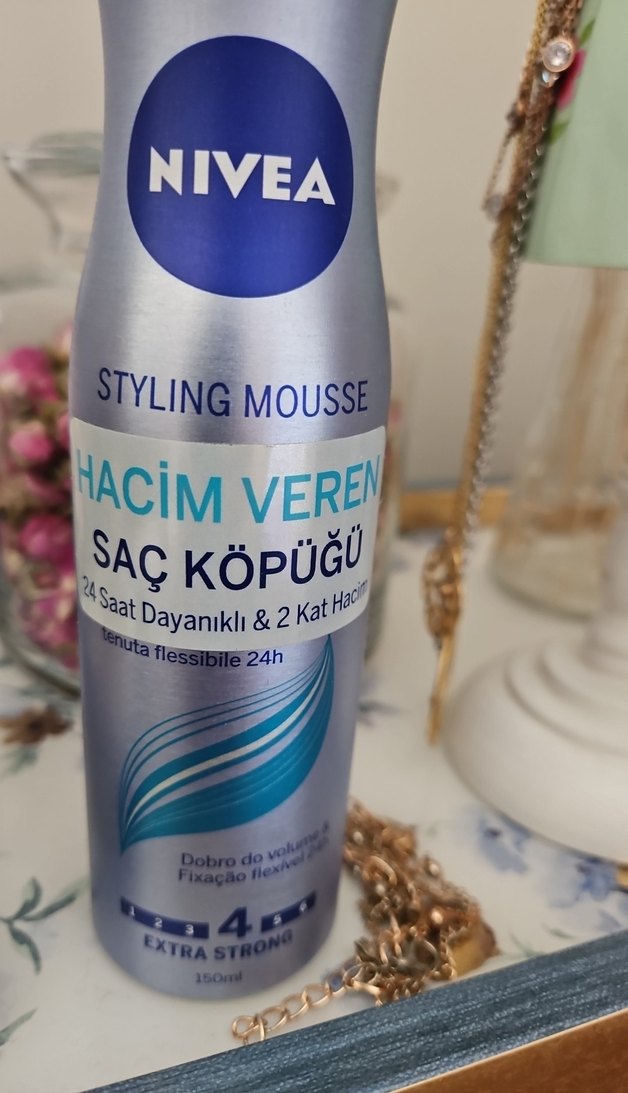 NIVEA
STYLING MOUSSE
HACİM VEREN
SAÇ KÖPÜĞÜ
24 Saat Dayanıklı & 2 Kat Hacim
tenuta flessibile 24h
Dobro do volume &
Fixação flexível 24h
1 2 3 4 5 6
EXTRA STRONG
150ml